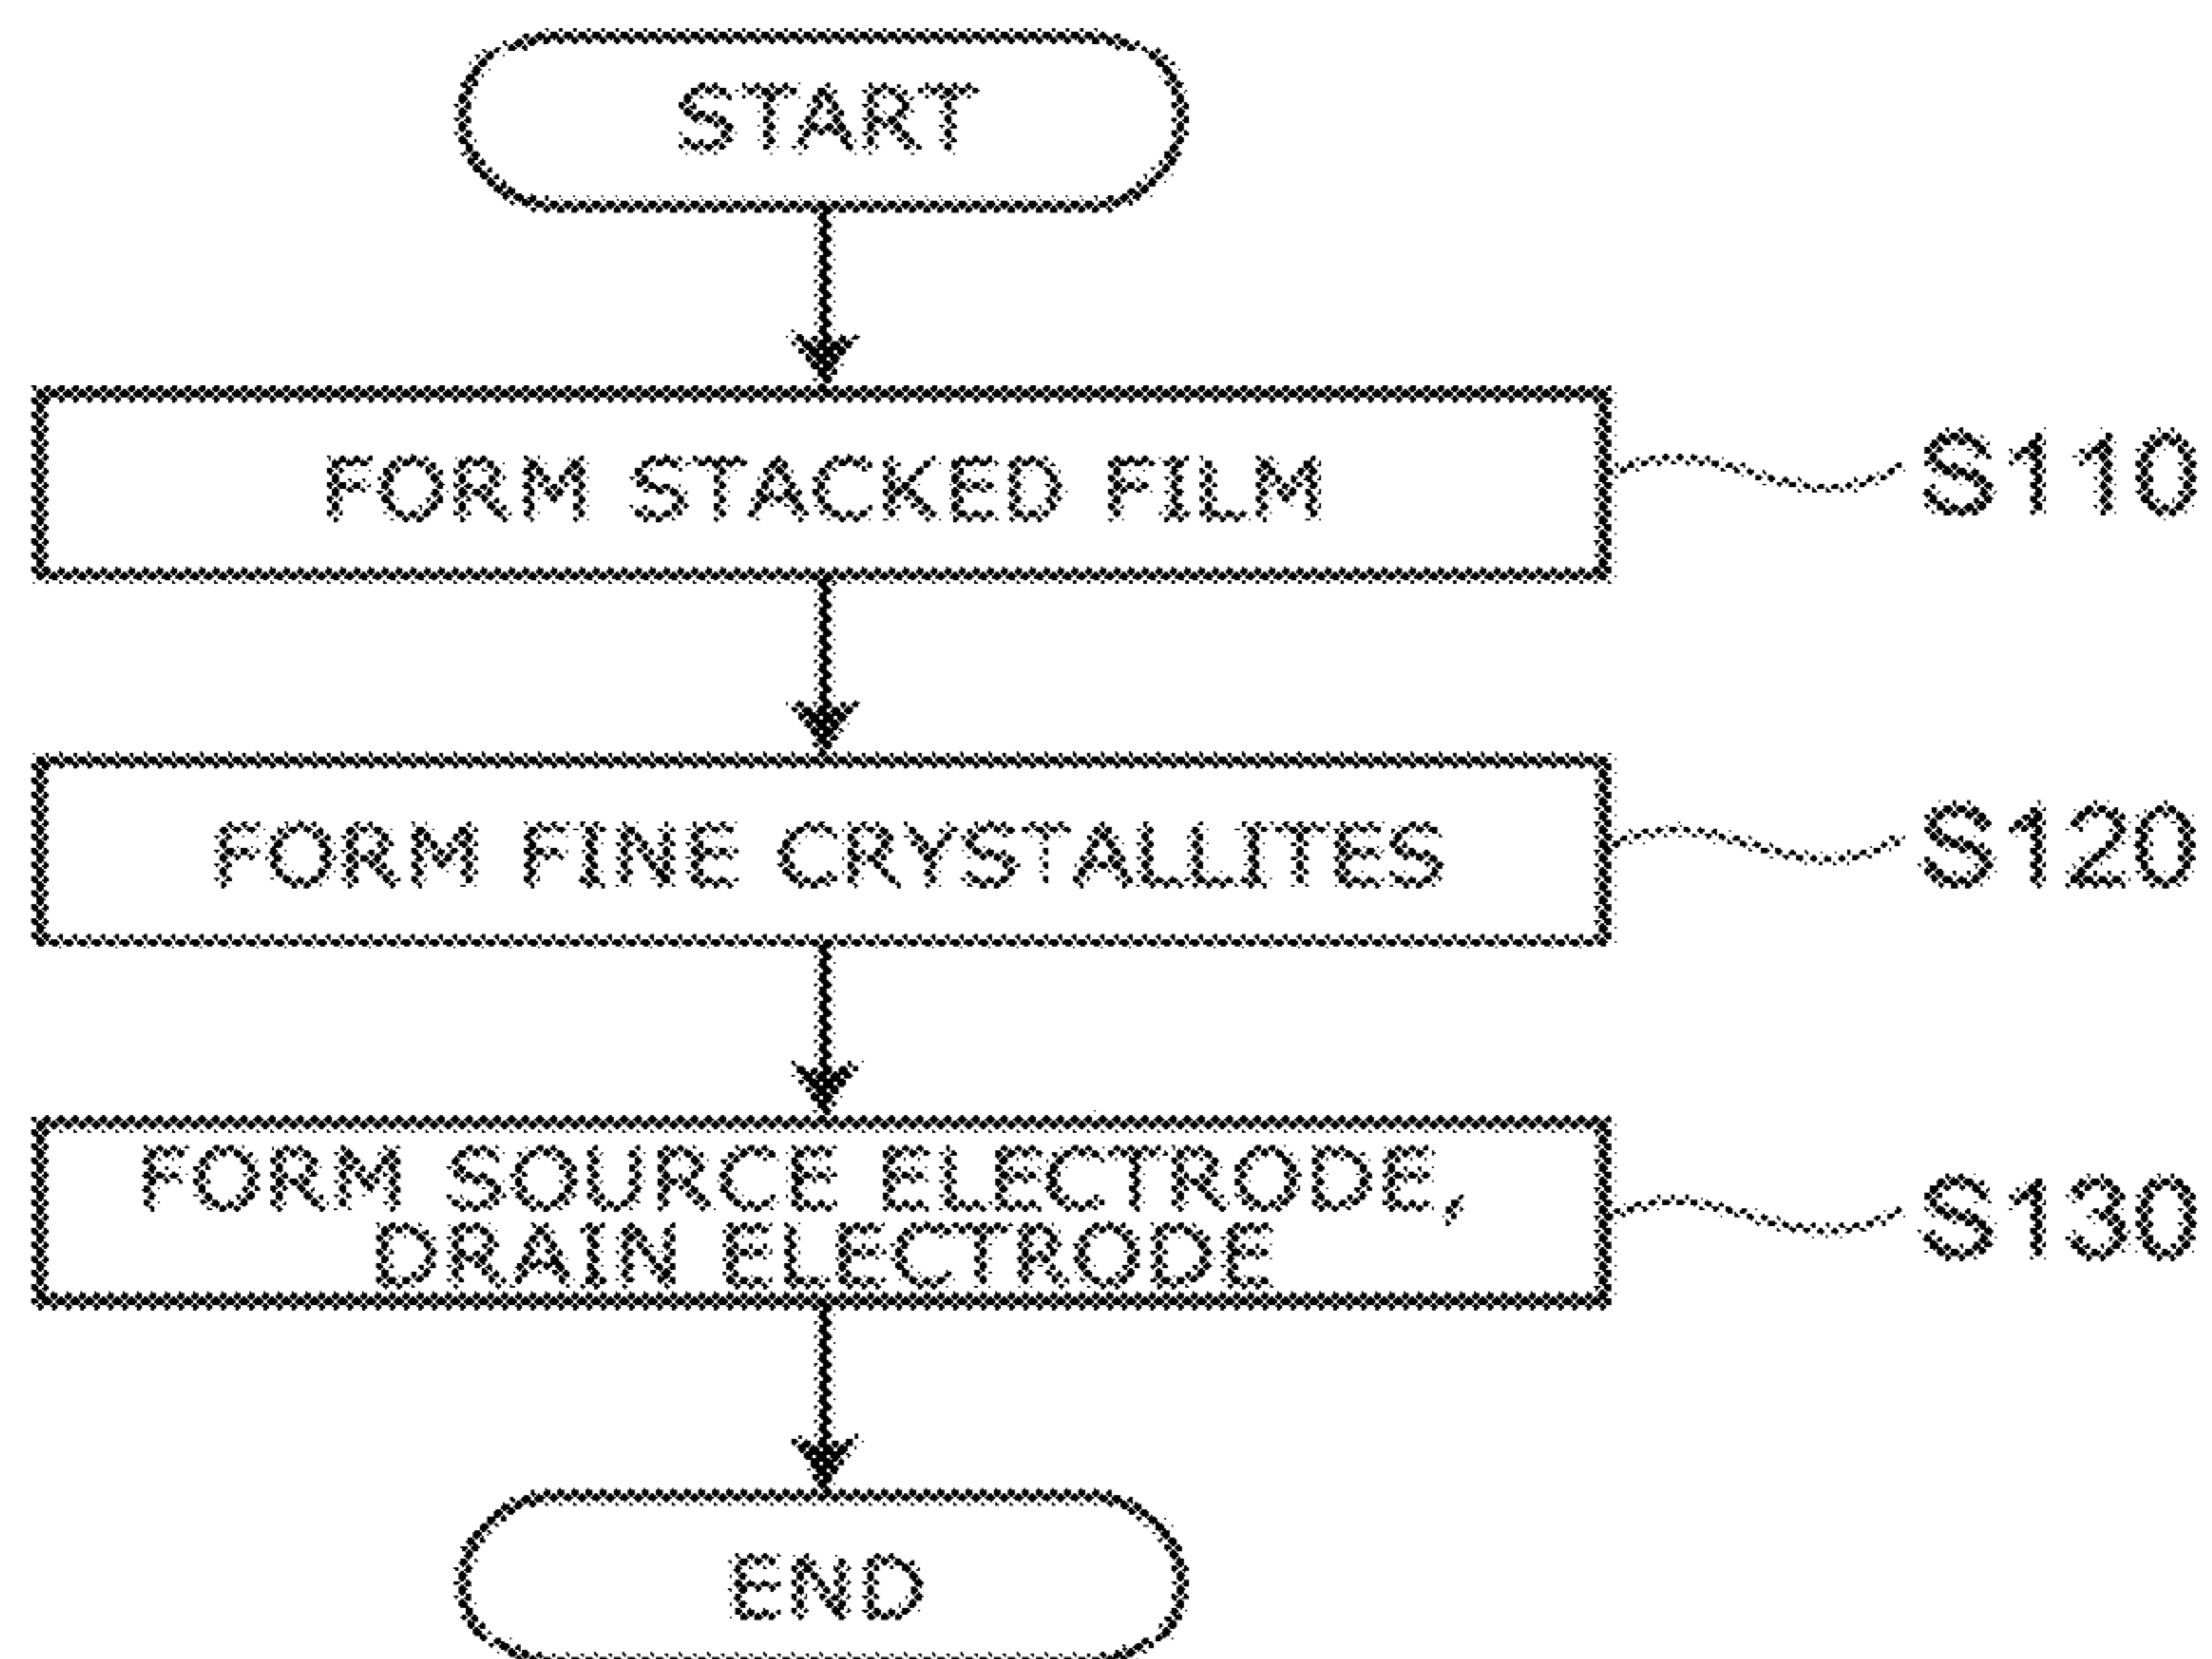 START
FORM STACKED FILM
S110
FORM FINE CRYSTALLITES
S120
FORM SOURCE ELECTRODE,
DRAIN ELECTRODE
S130
END